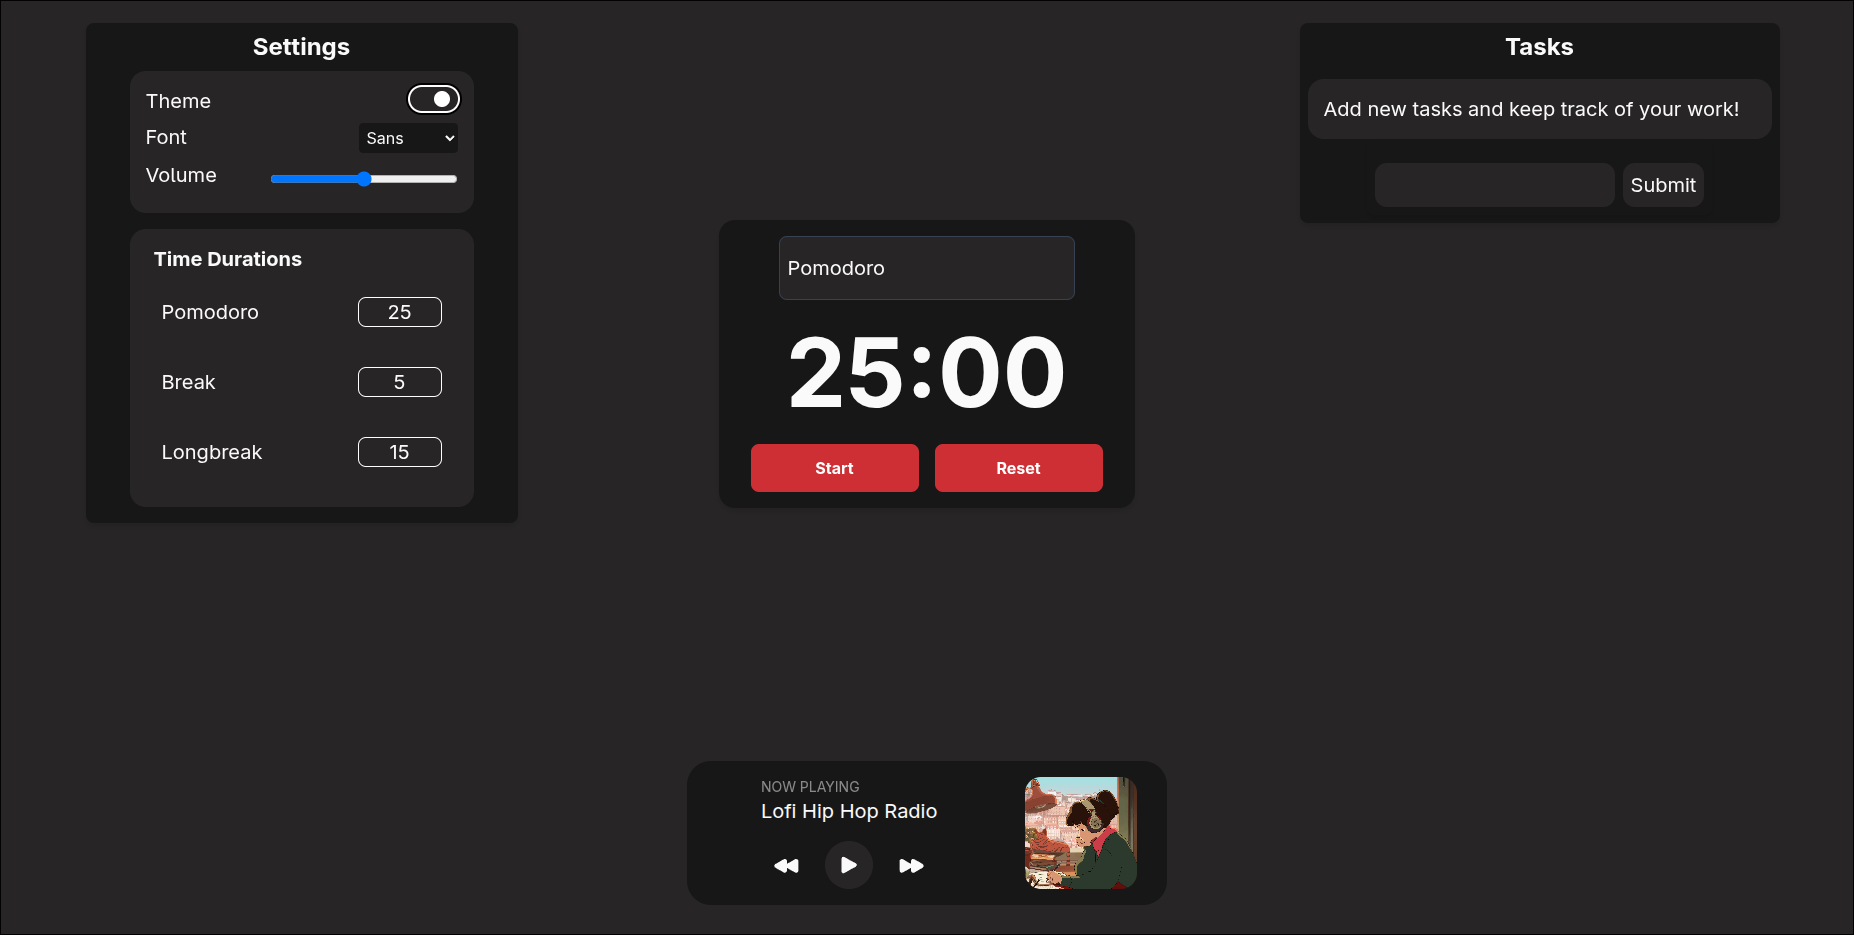 Settings
Theme
Font
Sans
Volume
Time Durations
Pomodoro 25
Break 5
Longbreak 15
Pomodoro
25:00
Start Reset
Tasks
Add new tasks and keep track of your work!
Submit
NOW PLAYING
Lofi Hip Hop Radio